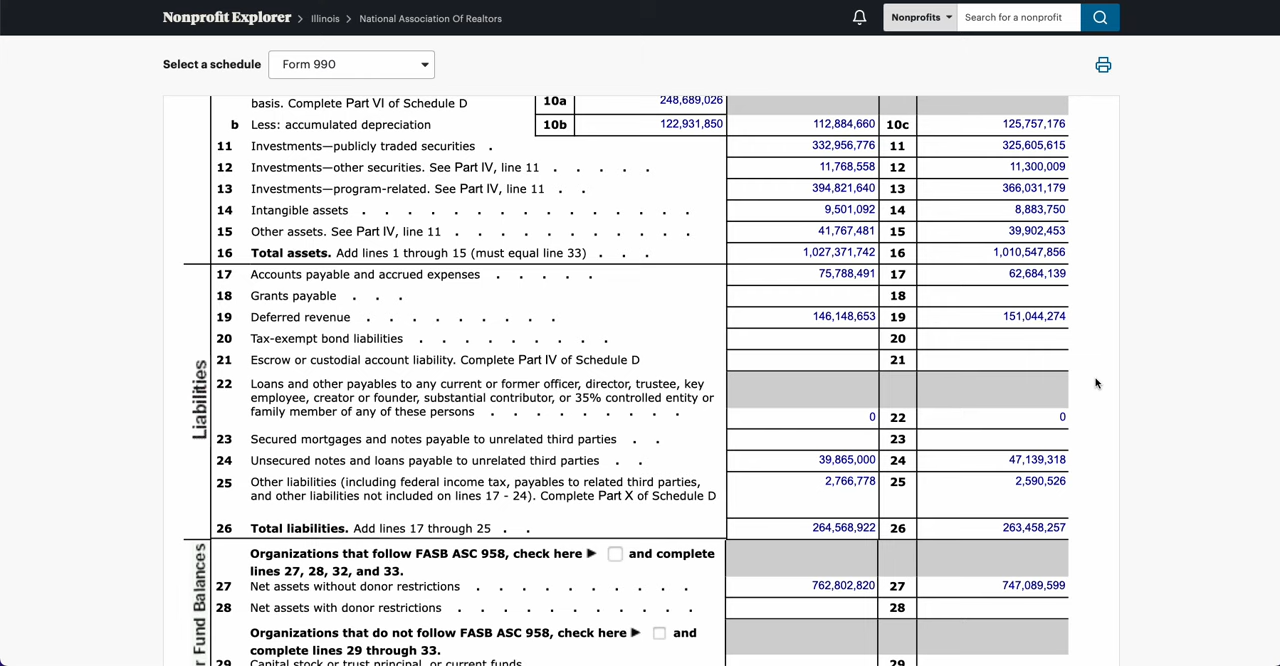 Nonprofit Explorer > Illinois > National Association Of Realtors Nonprofits Search for a nonprofit
Select a schedule Form 990
basis. Complete Part VI of Schedule D 10a 248,689,026
b Less: accumulated depreciation 10b 122,931,850 112,884,660 10c 125,757,176
11 Investments—publicly traded securities . 332,956,776 11 325,605,615
12 Investments—other securities. See Part IV, line 11 . . . . . 11,768,558 12 11,300,009
13 Investments—program-related. See Part IV, line 11 . . 394,821,640 13 366,031,179
14 Intangible assets . . . . . . . . . . . . . . . 9,501,092 14 8,883,750
15 Other assets. See Part IV, line 11 . . . . . . . . . . . 41,767,481 15 39,902,453
16 Total assets. Add lines 1 through 15 (must equal line 33) . . . 1,027,371,742 16 1,010,547,856
Liabilities
17 Accounts payable and accrued expenses . . . . . 75,788,491 17 62,684,139
18 Grants payable . . . 18
19 Deferred revenue . . . . . . . . . 146,148,653 19 151,044,274
20 Tax-exempt bond liabilities . . . . . . . . . 20
21 Escrow or custodial account liability. Complete Part IV of Schedule D 21
22 Loans and other payables to any current or former officer, director, trustee, key
employee, creator or founder, substantial contributor, or 35% controlled entity or
family member of any of these persons . . . . . . . . . 0 22 0
23 Secured mortgages and notes payable to unrelated third parties . . 23
24 Unsecured notes and loans payable to unrelated third parties . . 39,865,000 24 47,139,318
25 Other liabilities (including federal income tax, payables to related third parties, 2,766,778 25 2,590,526
and other liabilities not included on lines 17 - 24). Complete Part X of Schedule D
26 Total liabilities. Add lines 17 through 25 . . 264,568,922 26 263,458,257
r Fund Balances
Organizations that follow FASB ASC 958, check here ► and complete
lines 27, 28, 32, and 33.
27 Net assets without donor restrictions . . . . . . . . . . 762,802,820 27 747,089,599
28 Net assets with donor restrictions . . . . . . . . . . . 28
Organizations that do not follow FASB ASC 958, check here ► and
complete lines 29 through 33.
29 Capital stock or trust principal, or current funds 29